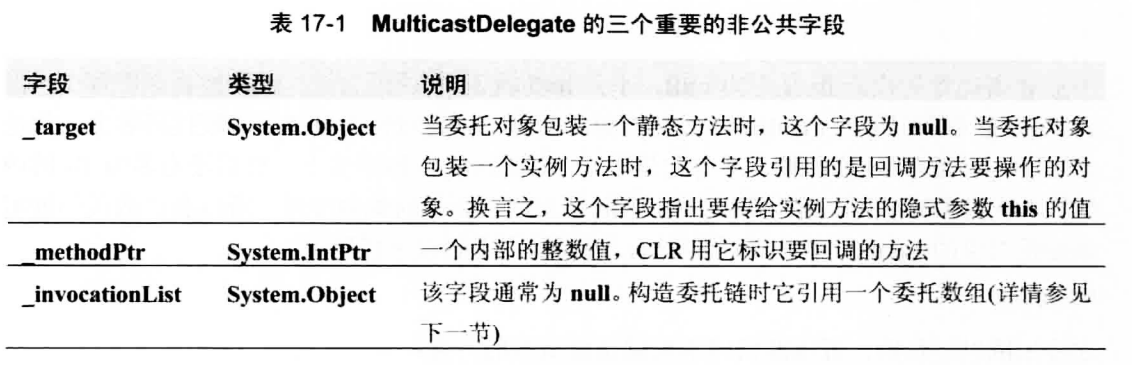 表 17-1 MulticastDelegate 的三个重要的非公共字段
字段 类型 说明
_target System.Object 当委托对象包装一个静态方法时，这个字段为 null。当委托对象
包装一个实例方法时，这个字段引用的是回调方法要操作的对
象。换言之，这个字段指出要传给实例方法的隐式参数 this 的值
_methodPtr System.IntPtr 一个内部的整数值，CLR 用它标识要回调的方法
_invocationList System.Object 该字段通常为 null。构造委托链时它引用一个委托数组(详情参见
下一节)